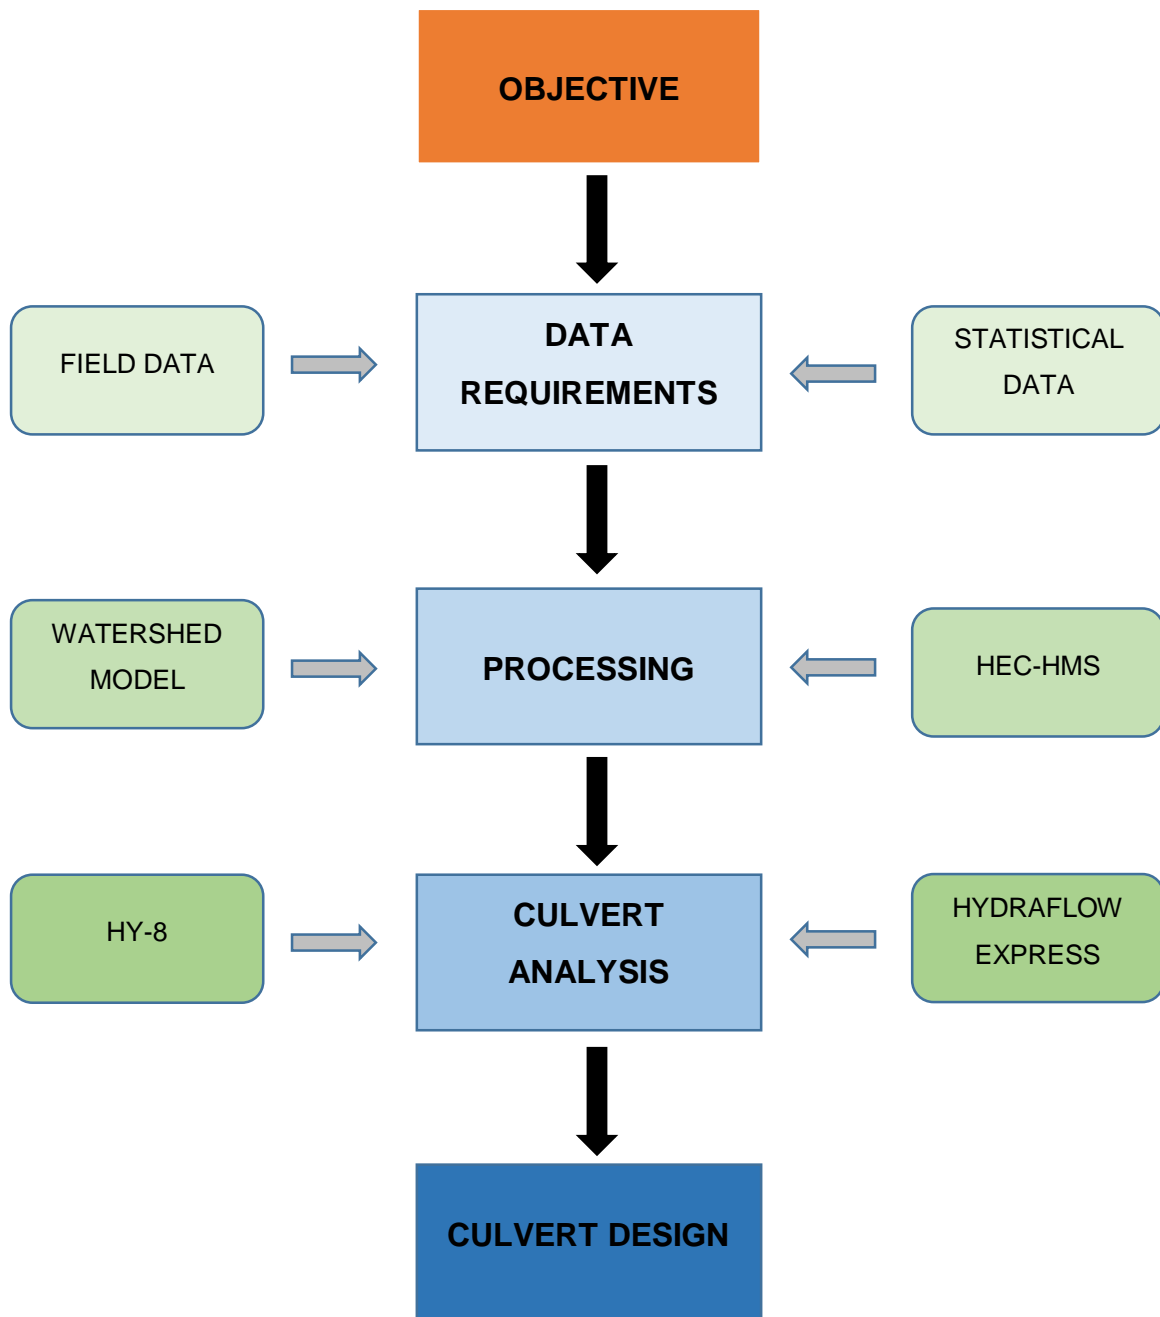 OBJECTIVE
FIELD DATA
DATA
REQUIREMENTS
STATISTICAL
DATA
WATERSHED
MODEL
PROCESSING
HEC-HMS
HY-8
CULVERT
ANALYSIS
HYDRAFLOW
EXPRESS
CULVERT DESIGN